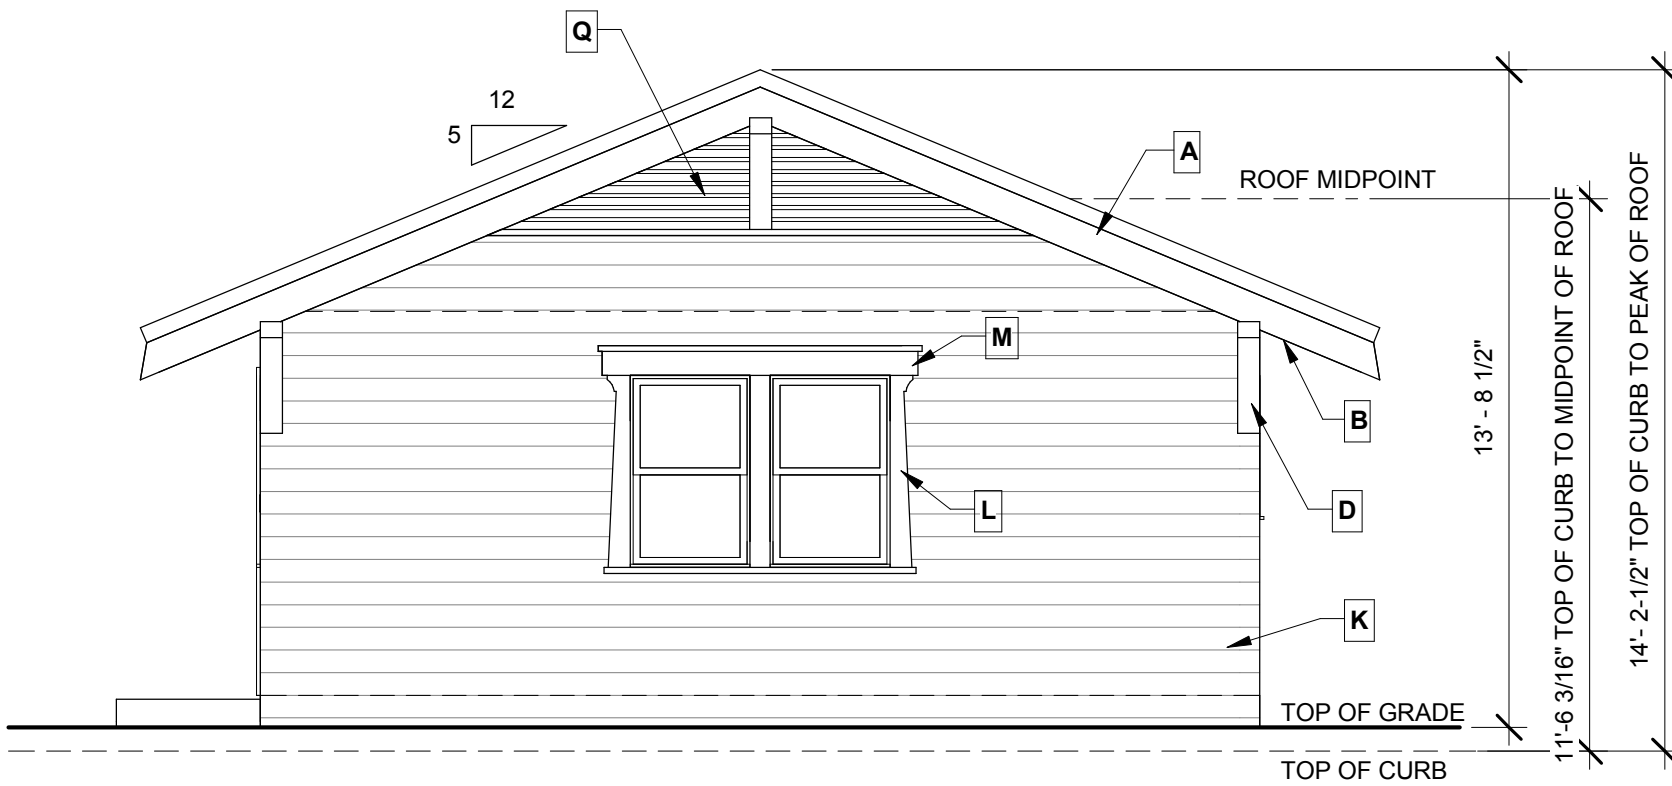 Q
12
5
A
ROOF MIDPOINT
M
B
L
D
K
13' - 8 1/2"
11'-6 3/16" TOP OF CURB TO MIDPOINT OF ROOF
14'- 2-1/2" TOP OF CURB TO PEAK OF ROOF
TOP OF GRADE
TOP OF CURB